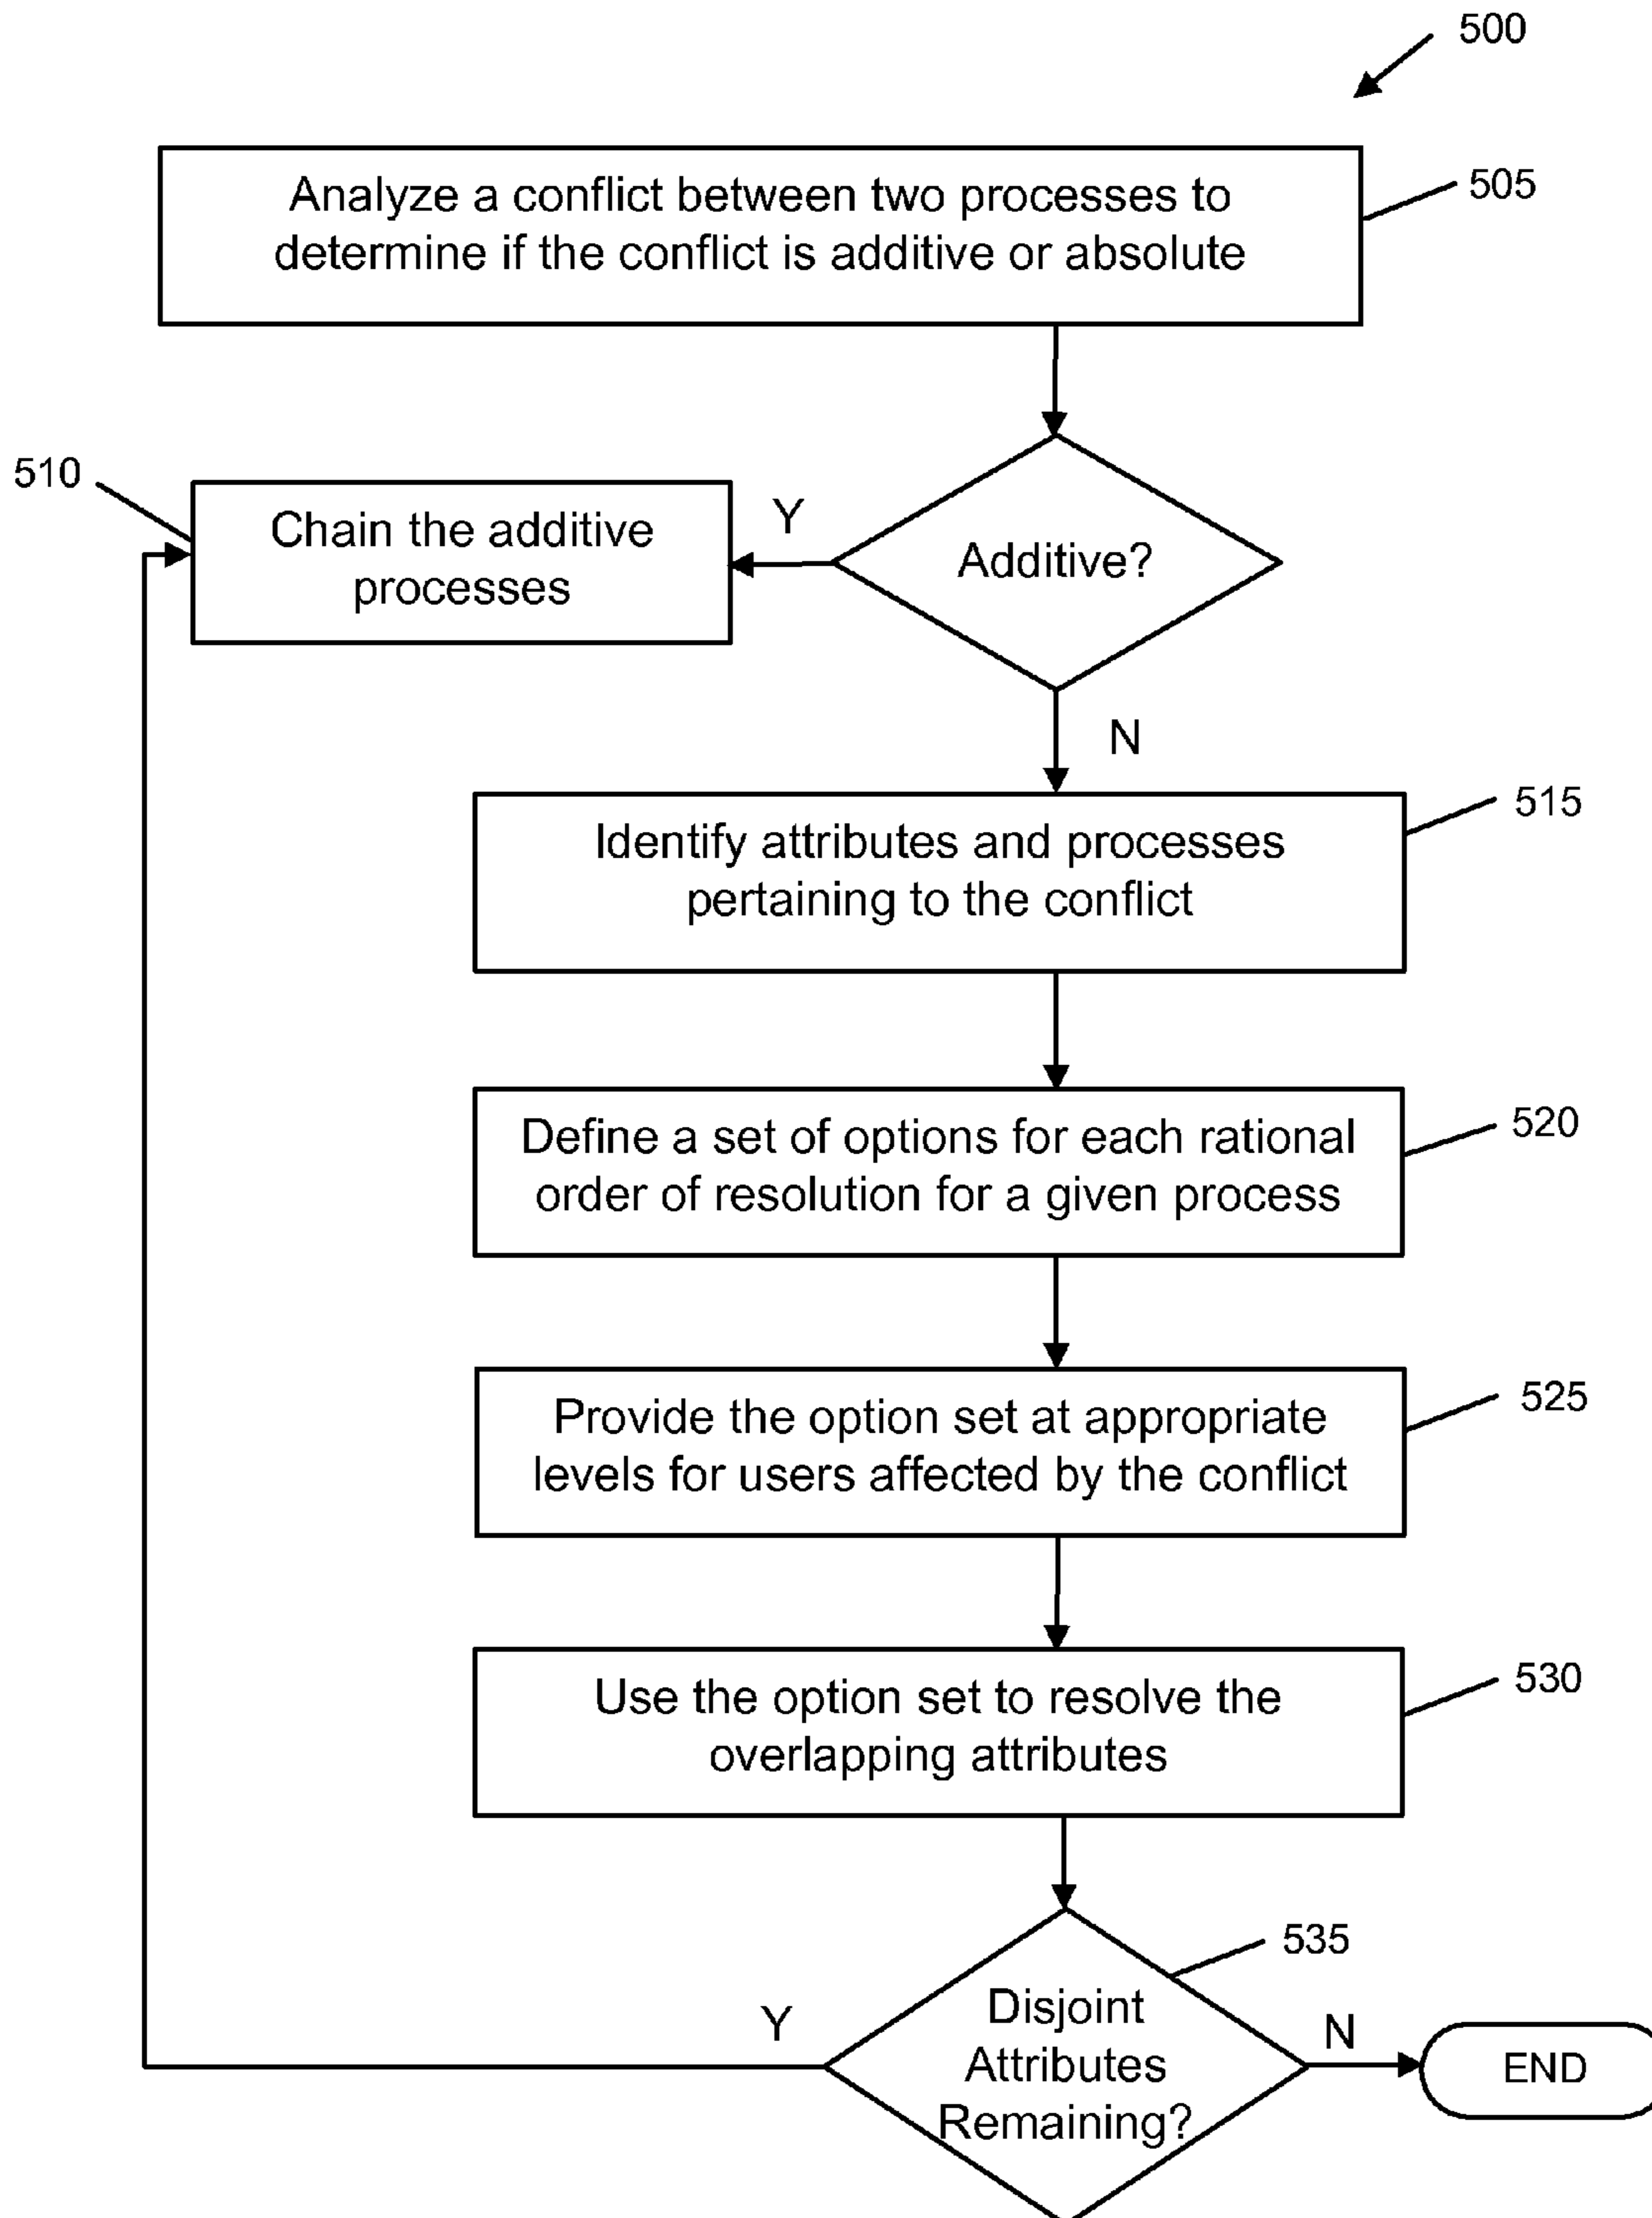 500
Analyze a conflict between two processes to
determine if the conflict is additive or absolute
505
510
Chain the additive
processes
Y
Additive?
N
Identify attributes and processes
pertaining to the conflict
515
Define a set of options for each rational
order of resolution for a given process
520
Provide the option set at appropriate
levels for users affected by the conflict
525
Use the option set to resolve the
overlapping attributes
530
535
Disjoint
Attributes
Remaining?
Y
N
END